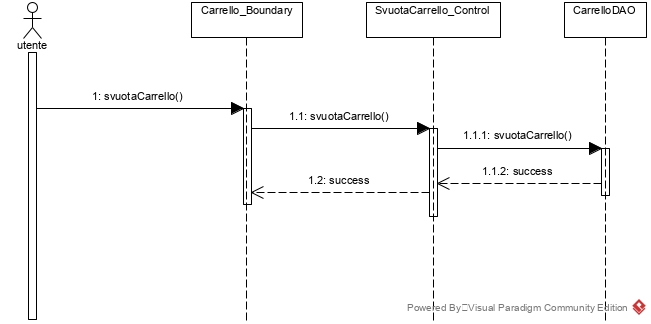 Carrello_Boundary
SvuotaCarrello_Control
CarrelloDAO
utente
1: svuotaCarrello()
1.1: svuotaCarrello()
1.1.1: svuotaCarrello()
1.1.2: success
1.2: success
Powered By Visual Paradigm Community Edition